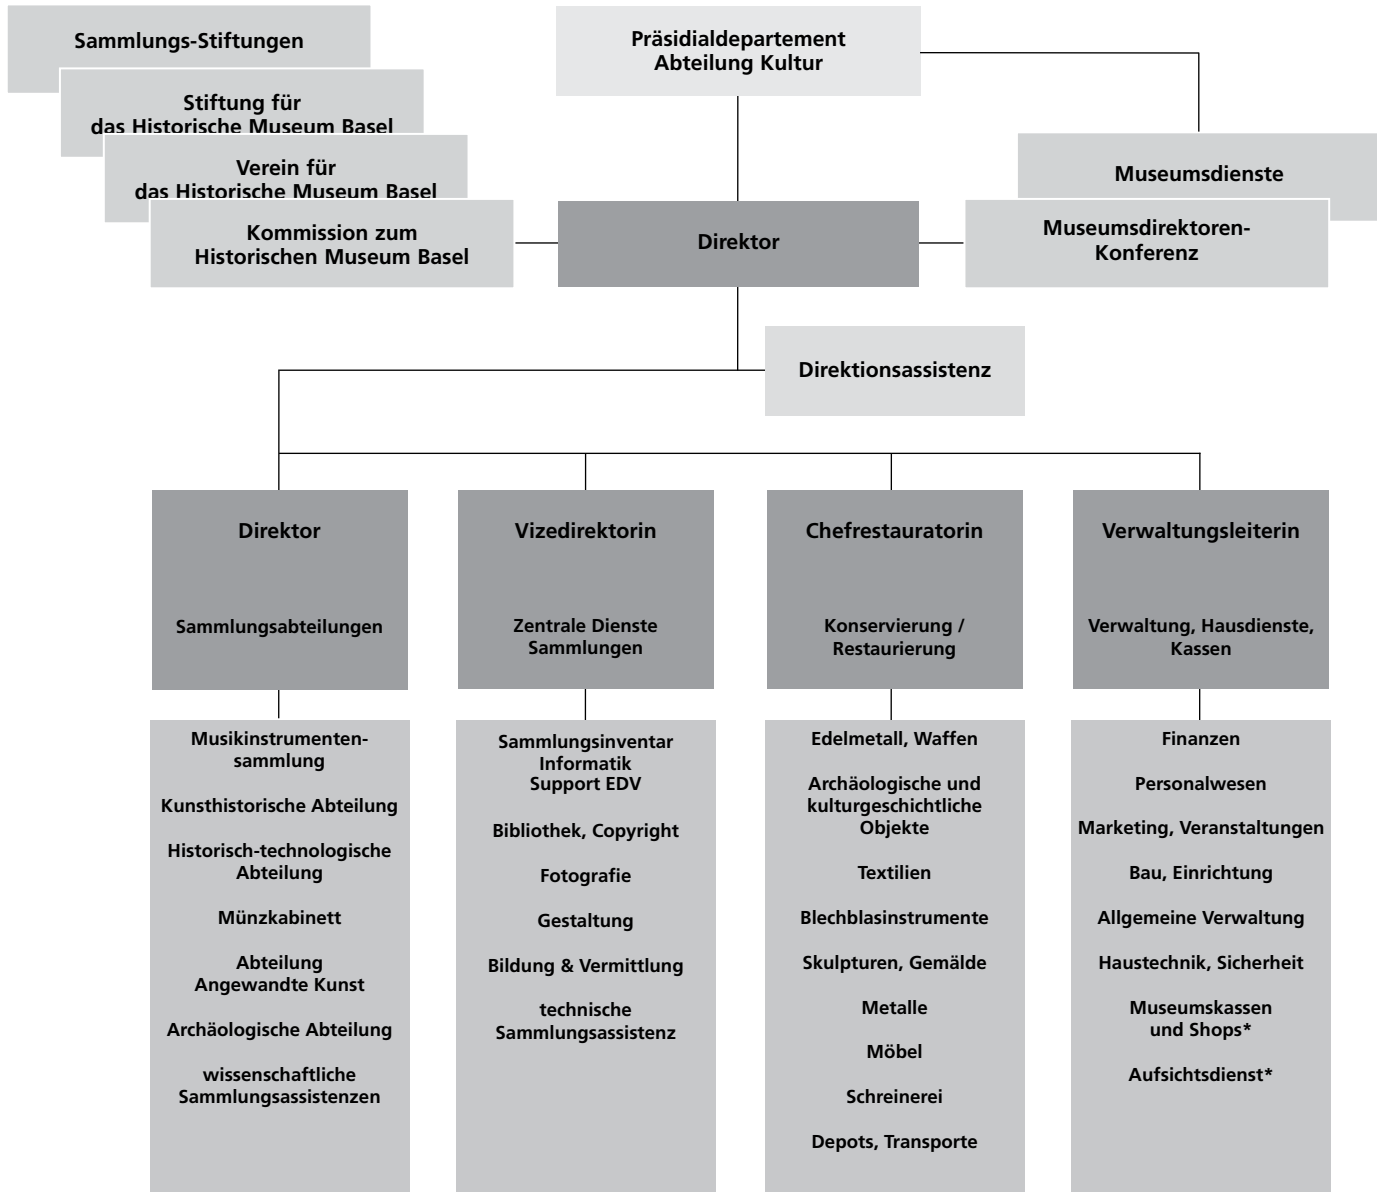 Sammlungs-Stiftungen
Stiftung für
das Historische Museum Basel
Verein für
das Historische Museum Basel
Kommission zum
Historischen Museum Basel
Präsidialdepartement
Abteilung Kultur
Direktor
Museumsdienste
Museumsdirektoren-
Konferenz
Direktionsassistenz
Direktor
Sammlungsabteilungen
Musikinstrumenten-
sammlung
Kunsthistorische Abteilung
Historisch-technologische
Abteilung
Münzkabinett
Abteilung
Angewandte Kunst
Archäologische Abteilung
wissenschaftliche
Sammlungsassistenzen
Vizedirektorin
Zentrale Dienste
Sammlungen
Sammlungsinventar
Informatik
Support EDV
Bibliothek, Copyright
Fotografie
Gestaltung
Bildung & Vermittlung
technische
Sammlungsassistenz
Chefrestauratorin
Konservierung /
Restaurierung
Edelmetall, Waffen
Archäologische und
kulturgeschichtliche
Objekte
Textilien
Blechblasinstrumente
Skulpturen, Gemälde
Metalle
Möbel
Schreinerei
Depots, Transporte
Verwaltungsleiterin
Verwaltung, Hausdienste,
Kassen
Finanzen
Personalwesen
Marketing, Veranstaltungen
Bau, Einrichtung
Allgemeine Verwaltung
Haustechnik, Sicherheit
Museumskassen
und Shops*
Aufsichtsdienst*